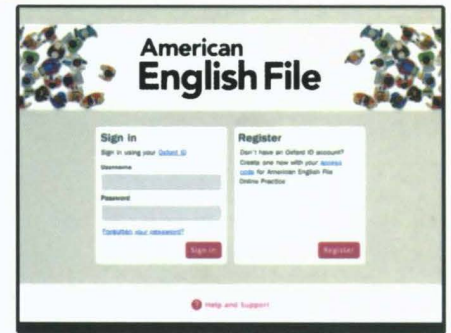 American
English File
Sign in
Sign in using your Oxford ID
Username
Password
Forgotten your password?
Sign in
Register
Don't have an Oxford ID account?
Create one now with your access
code for American English File
Online Practice
Register
? Help and Support